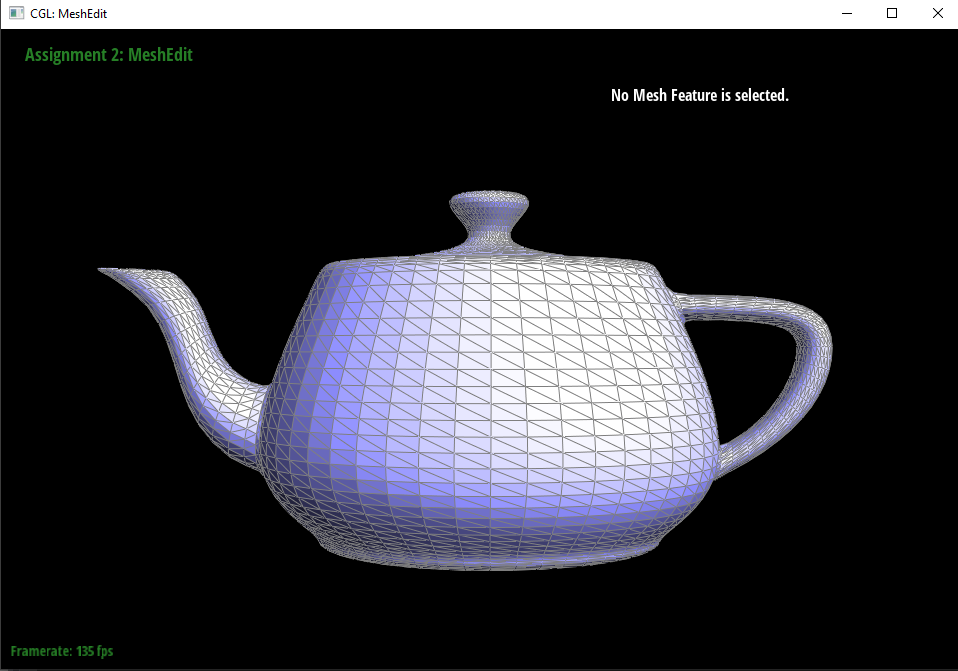 CGL: MeshEdit
Assignment 2: MeshEdit
No Mesh Feature is selected.
Framerate: 135 fps